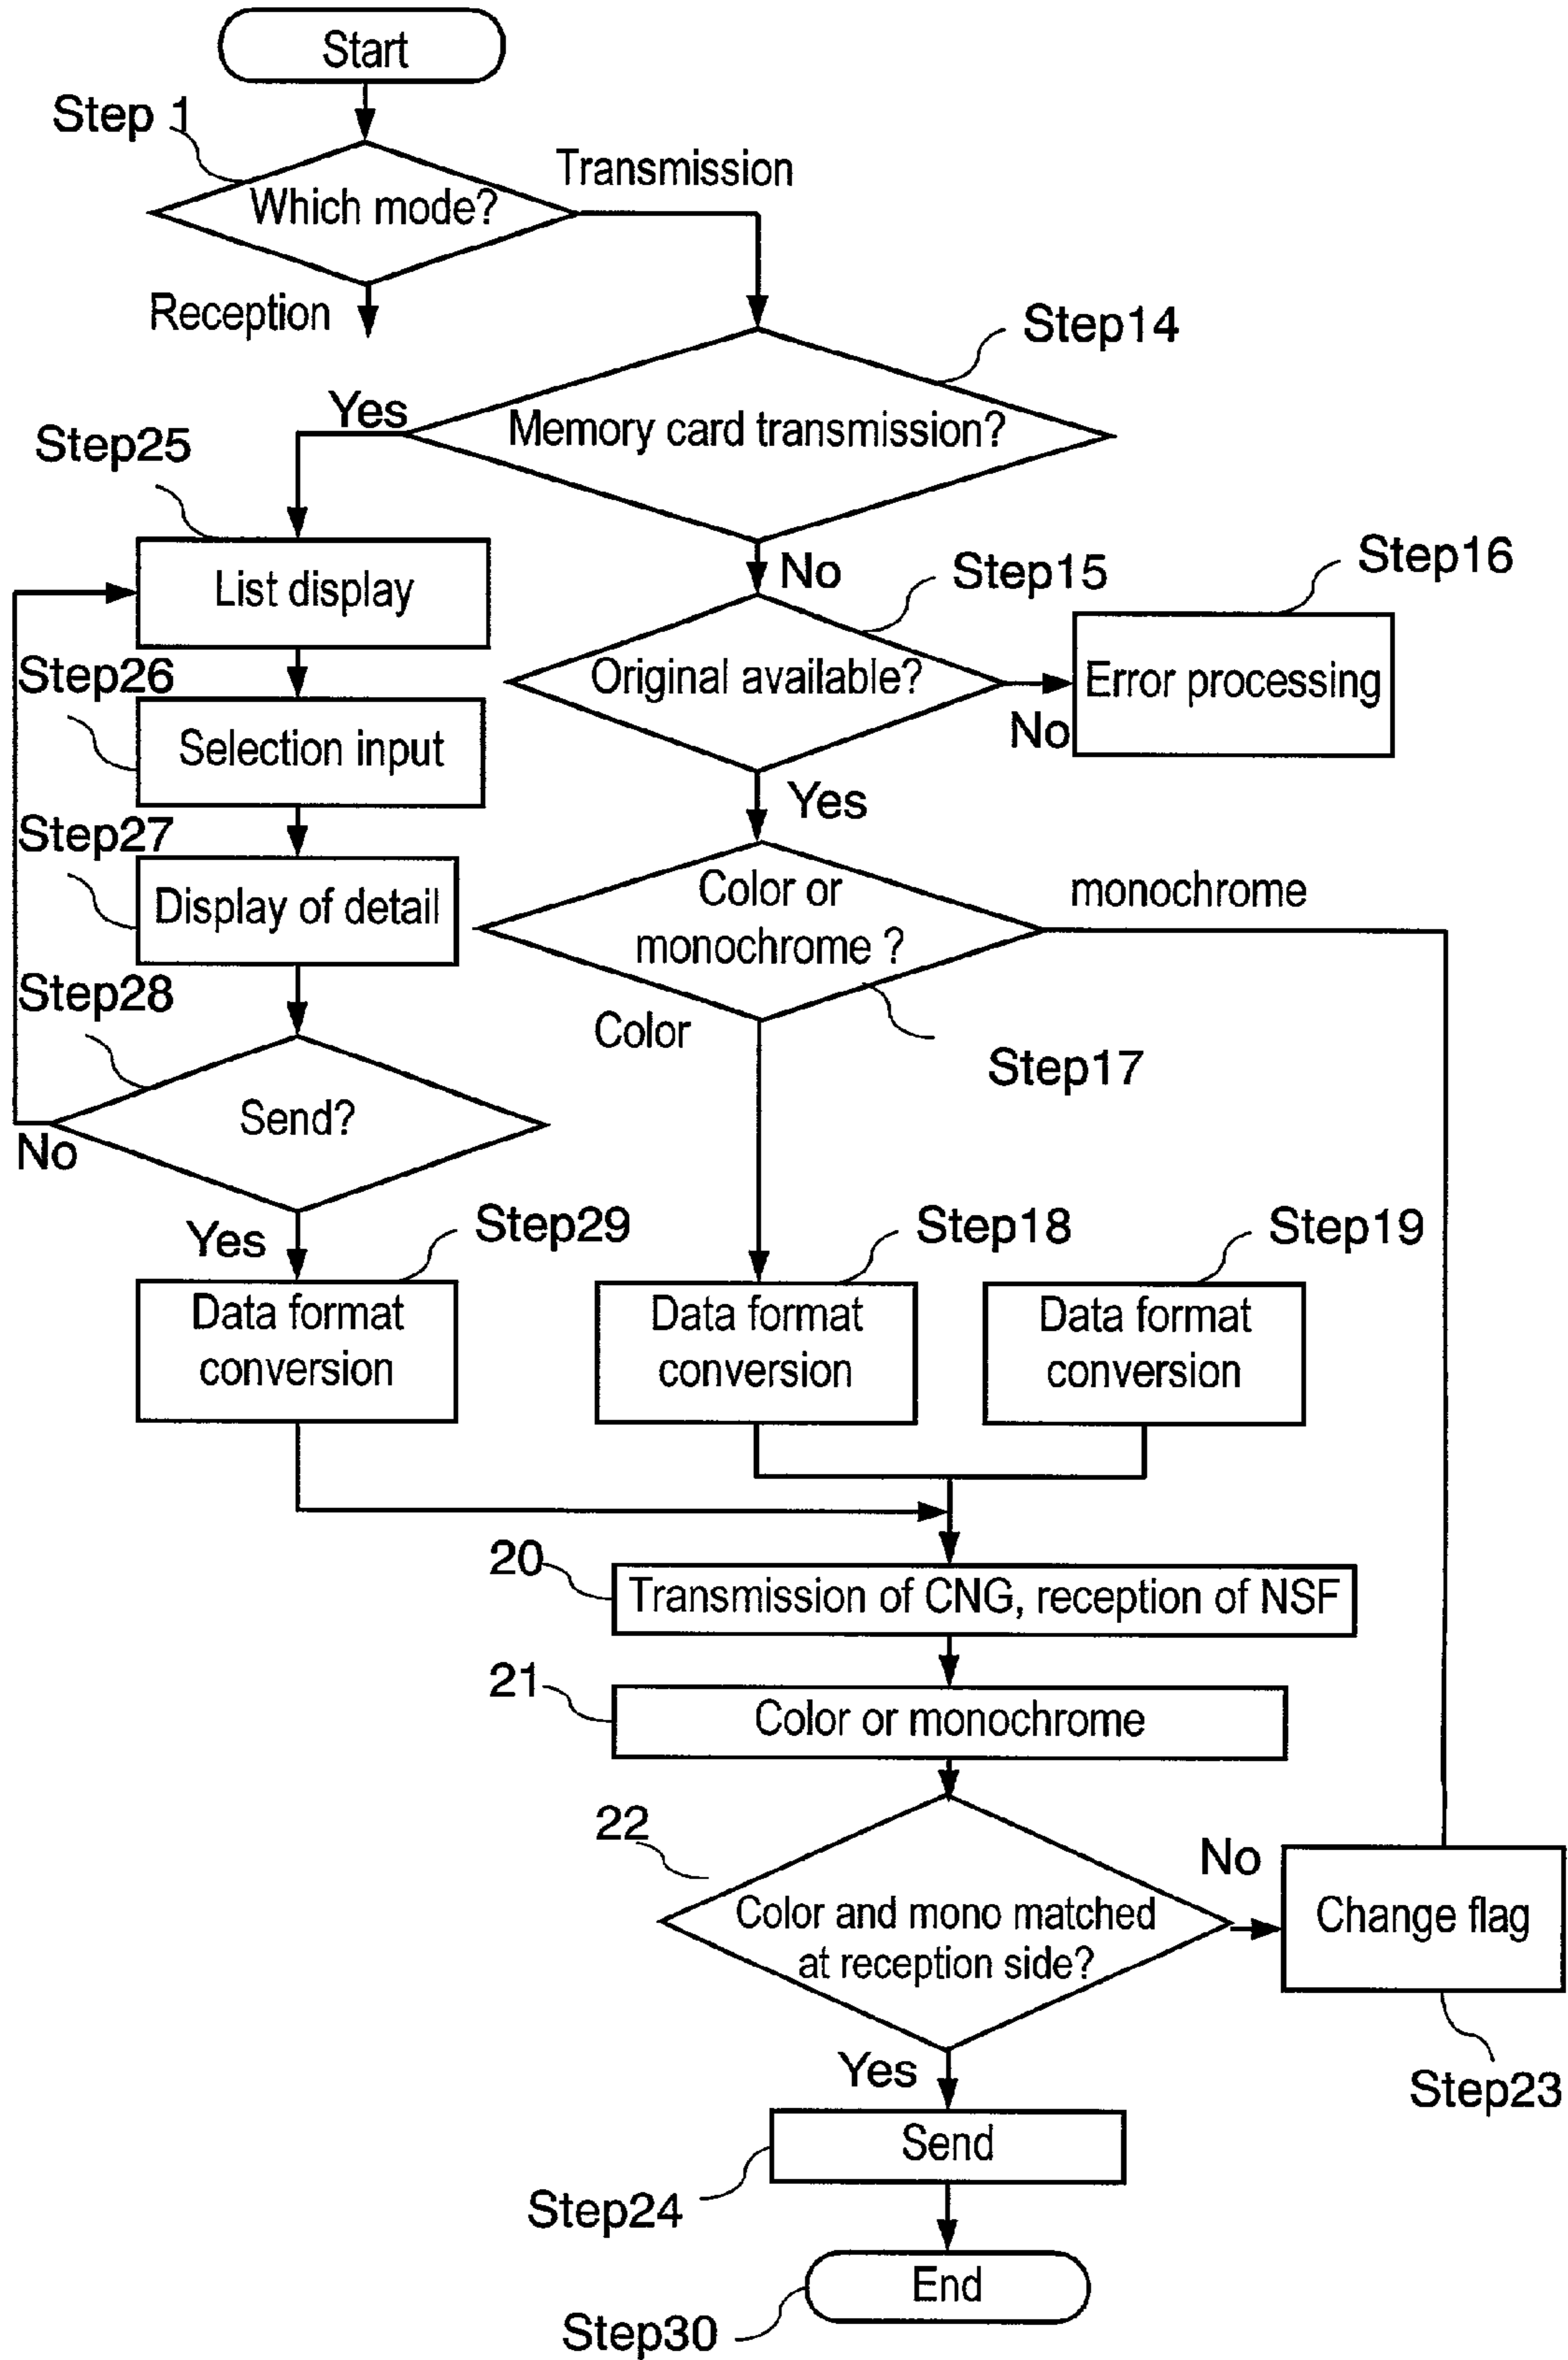 Start
Step 1
Which mode?
Transmission
Reception
Step14
Memory card transmission?
Yes
Step25
List display
No
Step15
Step16
Original available?
Error processing
No
Step26
Selection input
Yes
Step27
Display of detail
Color or
monochrome ?
monochrome
Color
Step17
Step28
Send?
No
Yes
Step29
Step18
Step19
Data format
conversion
Data format
conversion
Data format
conversion
20
Transmission of CNG, reception of NSF
21
Color or monochrome
22
Color and mono matched
at reception side?
No
Change flag
Step23
Yes
Send
Step24
End
Step30